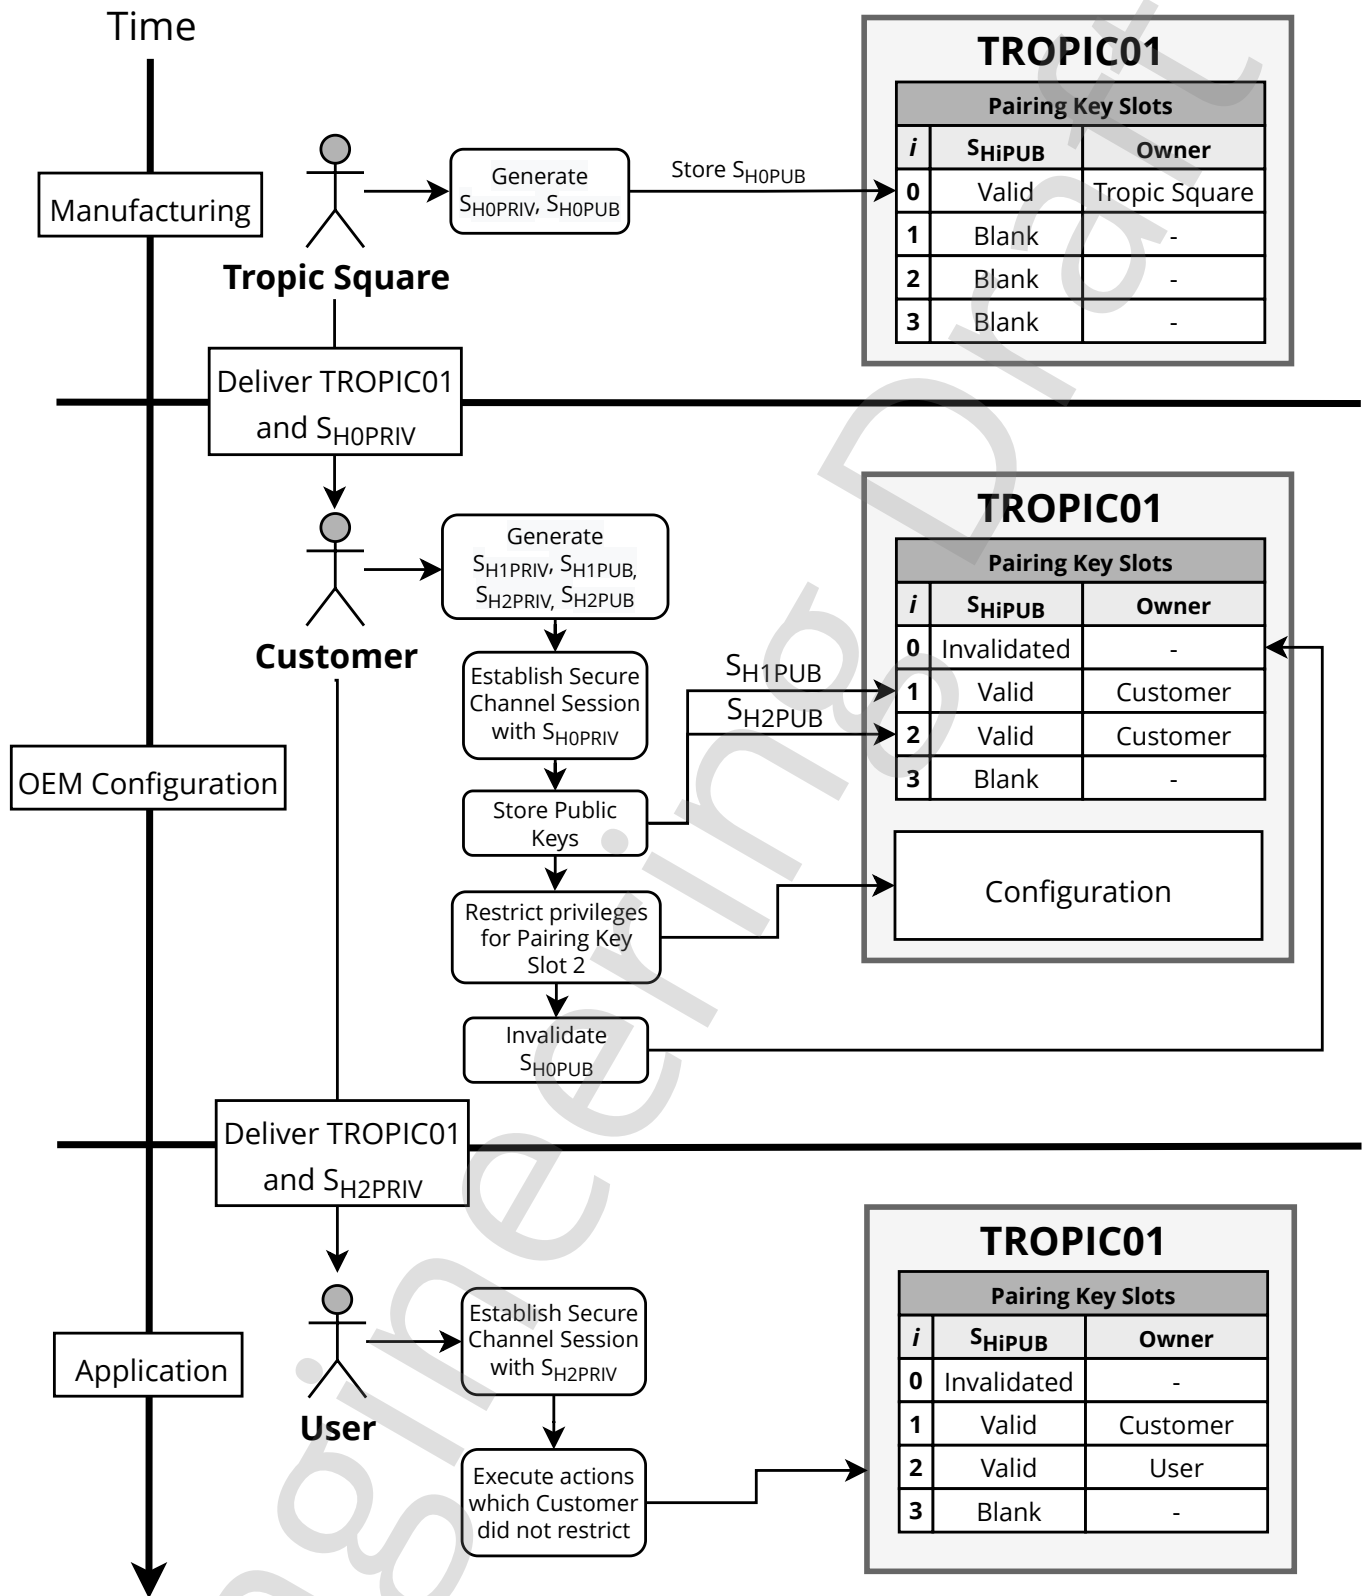 Time
TROPIC01
Pairing Key Slots
i SHiPUB Owner
0 Valid Tropic Square
1 Blank -
2 Blank -
3 Blank -
Manufacturing
Generate
SH0PRIV, SH0PUB
Store SH0PUB
Tropic Square
Deliver TROPIC01
and SH0PRIV
TROPIC01
Pairing Key Slots
i SHiPUB Owner
0 Invalidated -
1 Valid Customer
2 Valid Customer
3 Blank -
Configuration
Generate
SH1PRIV, SH1PUB,
SH2PRIV, SH2PUB
Customer
Establish Secure
Channel Session
with SH0PRIV
SH1PUB
SH2PUB
OEM Configuration
Store Public
Keys
Restrict privileges
for Pairing Key
Slot 2
Invalidate
SH0PUB
Deliver TROPIC01
and SH2PRIV
TROPIC01
Pairing Key Slots
i SHiPUB Owner
0 Invalidated -
1 Valid Customer
2 Valid User
3 Blank -
Application
Establish Secure
Channel Session
with SH2PRIV
User
Execute actions
which Customer
did not restrict
ngineering Draft